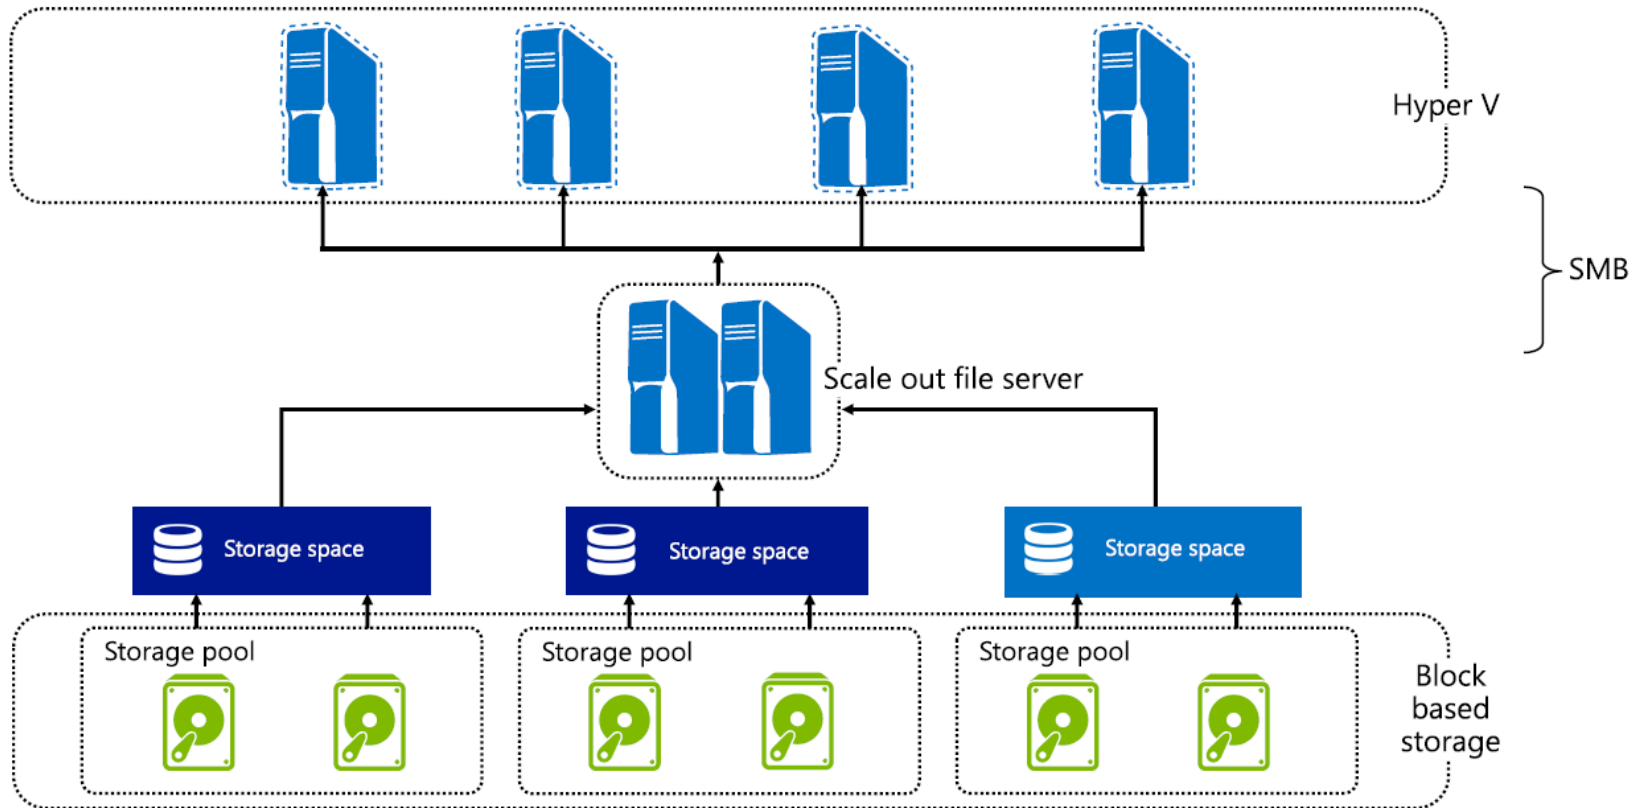 Hyper V
SMB
Scale out file server
Storage space
Storage space
Storage space
Storage pool
Storage pool
Storage pool
Block
based
storage